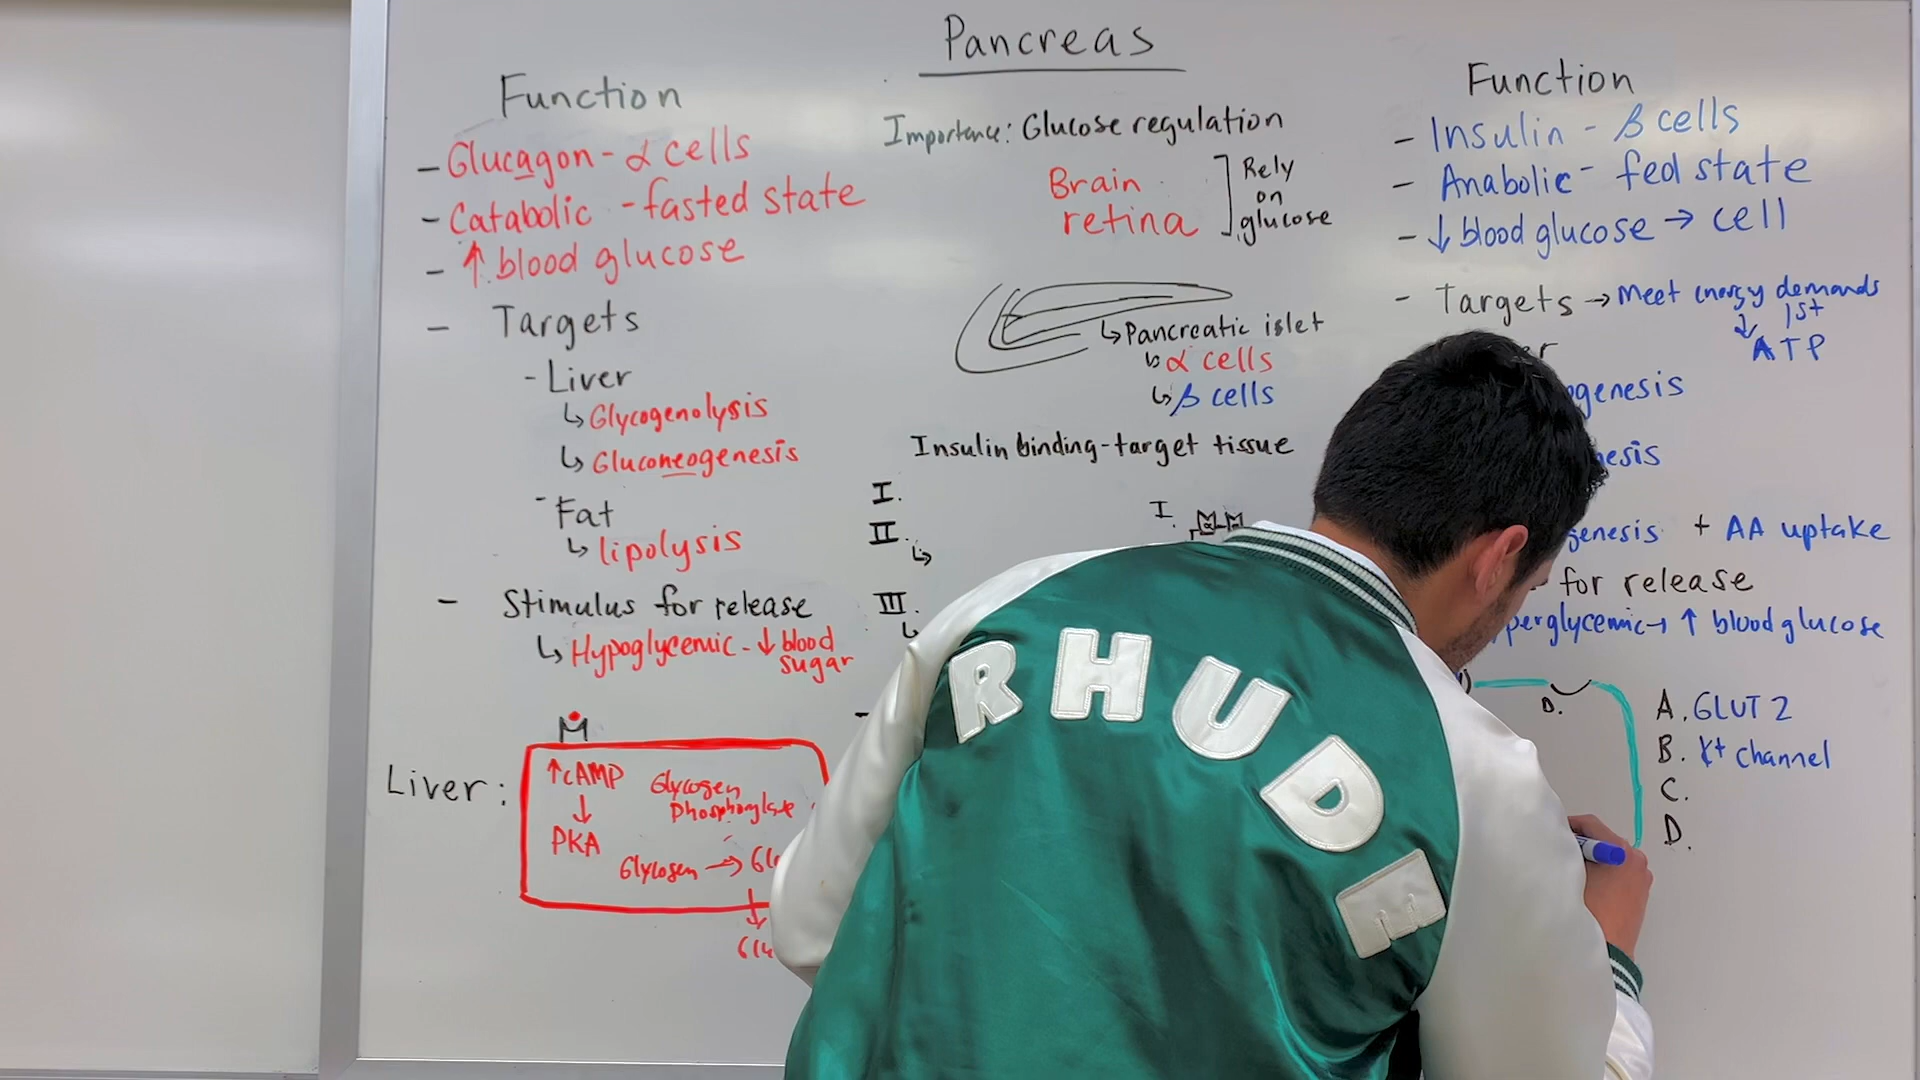 Pancreas
Function
- Glucagon - α cells
- Catabolic - fasted state
- ↑ blood glucose
- Targets
- Liver
↳ Glycogenolysis
↳ Gluconeogenesis
- Fat
↳ lipolysis
- Stimulus for release
↳ Hypoglycemic - ↓ blood
sugar
Liver:
↑cAMP
↓
PKA
Glycogen
Phosphorylase
Glycogen →
Importance: Glucose regulation
Brain
retina
Rely
on
glucose
↳ Pancreatic islet
↳ α cells
↳ β cells
Insulin binding - target tissue
I.
II.
↳
III.
↳
I.
Function
- Insulin - β cells
- Anabolic - fed state
- ↓ blood glucose → cell
- Targets → Meet energy demands
1st
↓
ATP
+ AA uptake
for release
↑ blood glucose
D.
A. GLUT 2
B. K+ channel
C.
D.
RHUDE